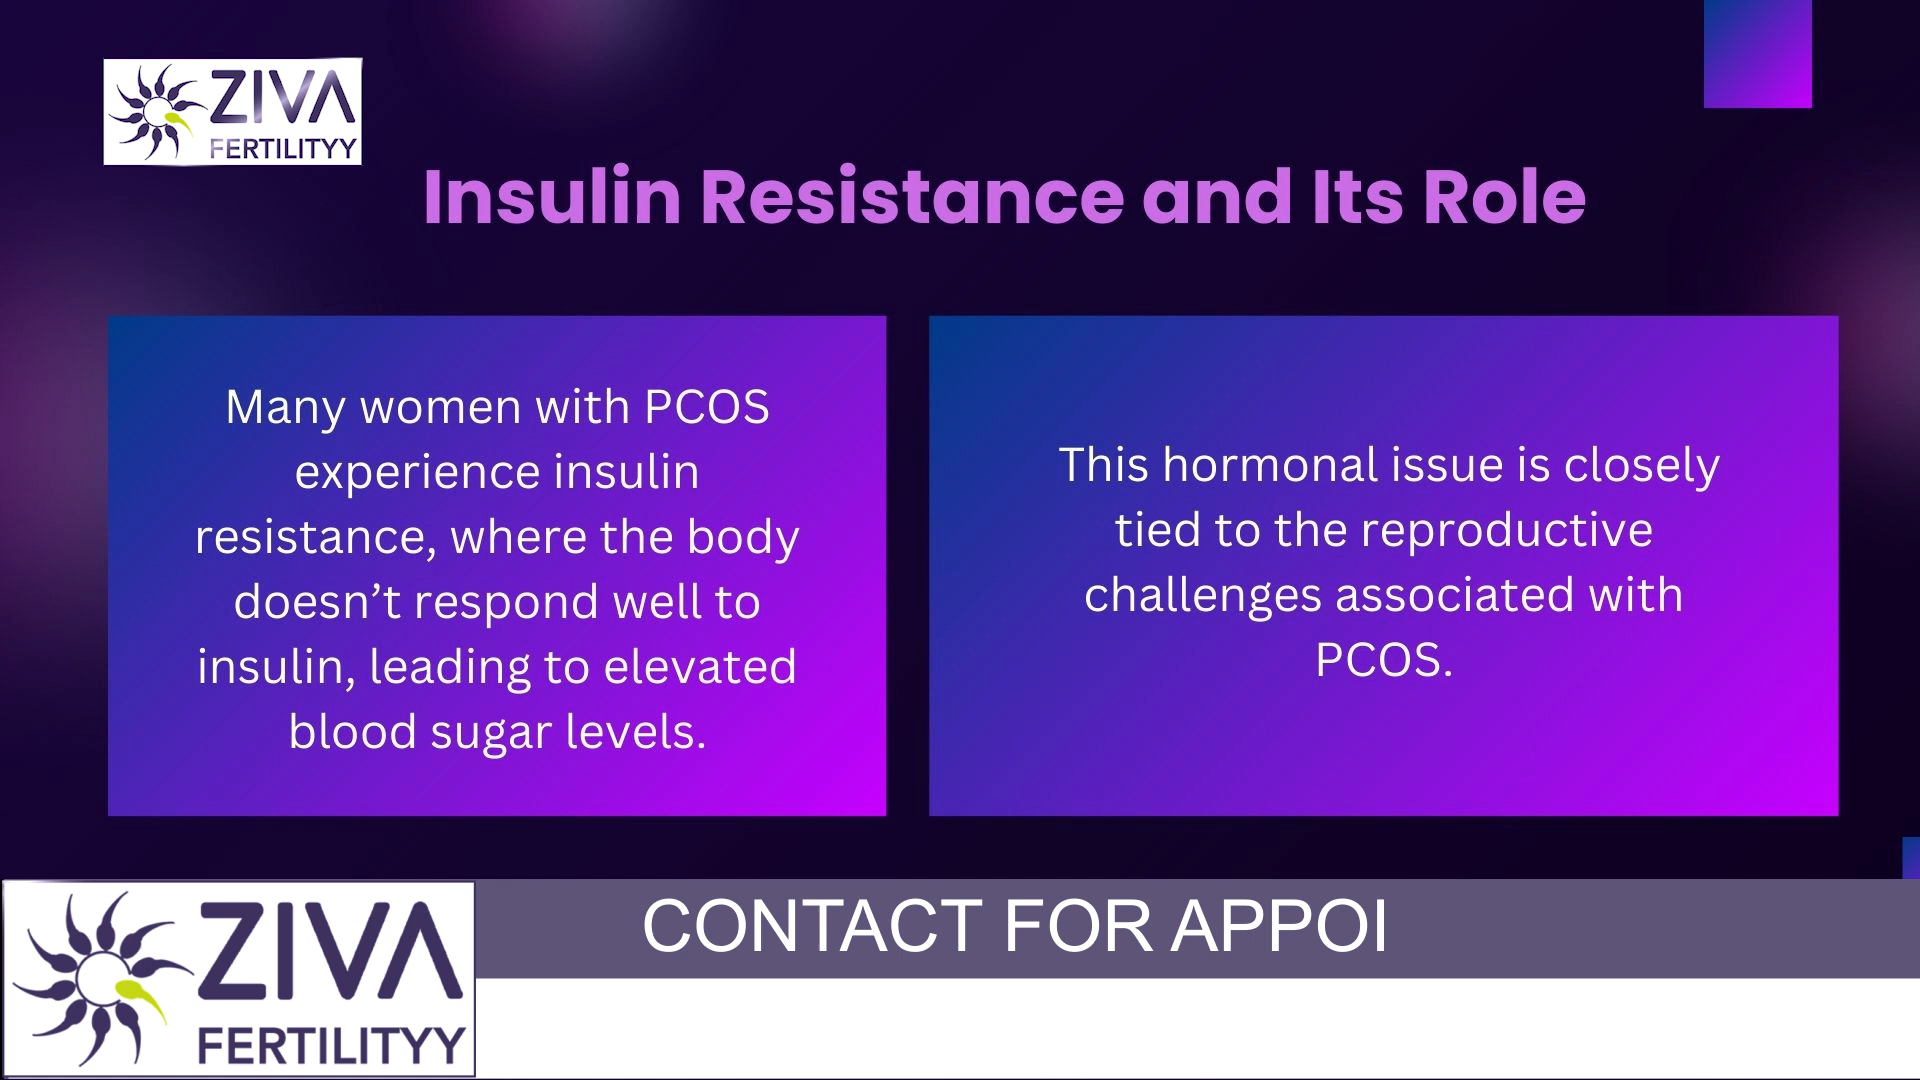 ZIVA
FERTILITYY
Insulin Resistance and Its Role
Many women with PCOS
experience insulin
resistance, where the body
doesn’t respond well to
insulin, leading to elevated
blood sugar levels.
This hormonal issue is closely
tied to the reproductive
challenges associated with
PCOS.
CONTACT FOR APPOI
ZIVA
FERTILITYY